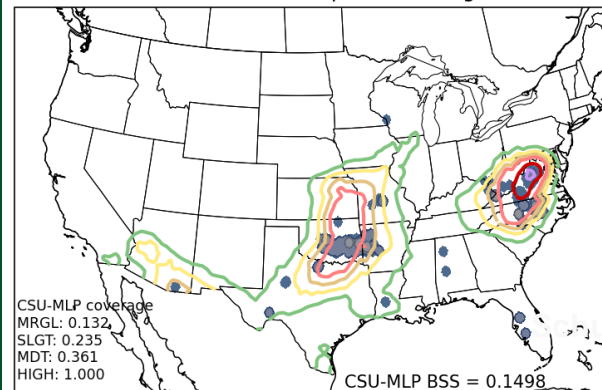 CSU-MLP coverage
MRGL: 0.132
SLGT: 0.235
MDT: 0.361
HIGH: 1.000
CSU-MLP BSS = 0.1498